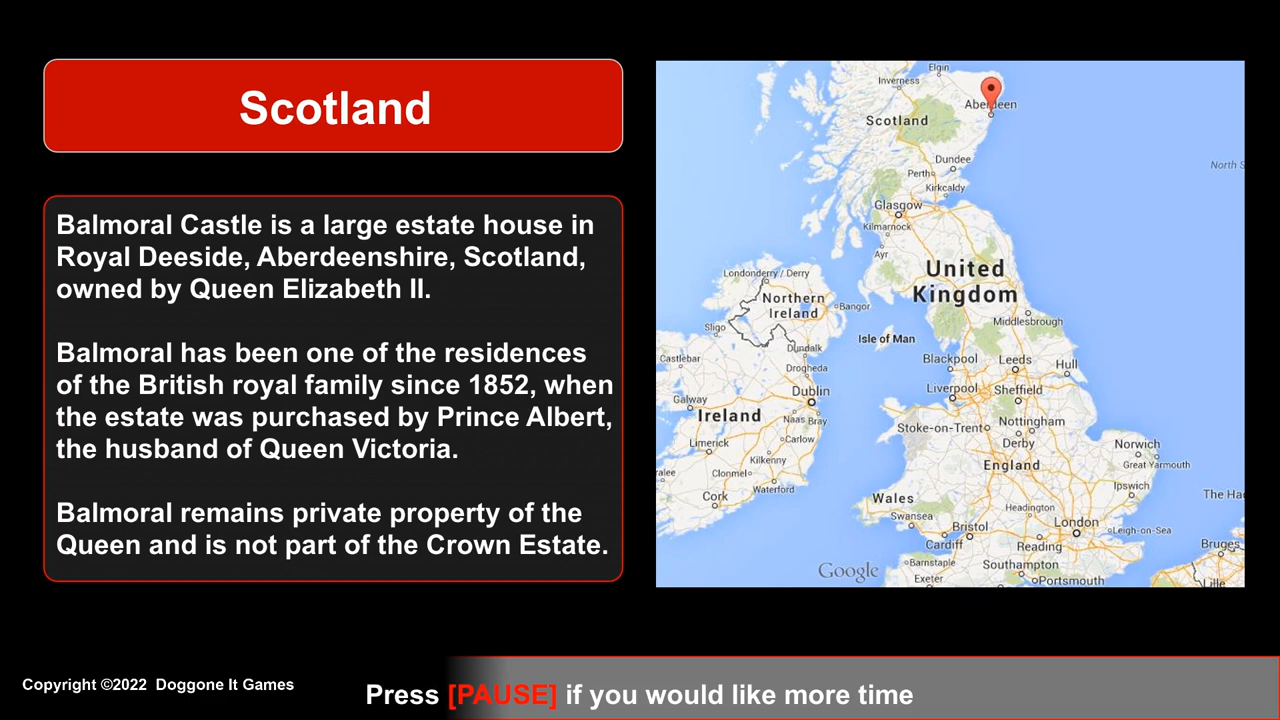 Scotland
Balmoral Castle is a large estate house in
Royal Deeside, Aberdeenshire, Scotland,
owned by Queen Elizabeth II.
Balmoral has been one of the residences
of the British royal family since 1852, when
the estate was purchased by Prince Albert,
the husband of Queen Victoria.
Balmoral remains private property of the
Queen and is not part of the Crown Estate.
Elgin
Inverness
Aberdeen
Scotland
Dundee
Perth
Kirkcaldy
Glasgow
Kilmarnock
Ayr
North S
United
Kingdom
Londonderry / Derry
Northern
Ireland
Bangor
Sligo
Isle of Man
Middlesbrough
Dundalk
Castlebar
Drogheda
Blackpool
Leeds
Hull
Dublin
Liverpool
Sheffield
Galway
Ireland
Naas
Bray
Stoke-on-Trent
Nottingham
Derby
Norwich
Great Yarmouth
Limerick
Carlow
Kilkenny
England
ralee
Clonmel
Waterford
Ipswich
Cork
Wales
The Ha
Swansea
Headington
Bristol
London
Leigh-on-Sea
Cardiff
Reading
Bruges
Google
Barnstaple
Southampton
Exeter
Portsmouth
Lille
Copyright ©2022 Doggone It Games
Press [PAUSE] if you would like more time